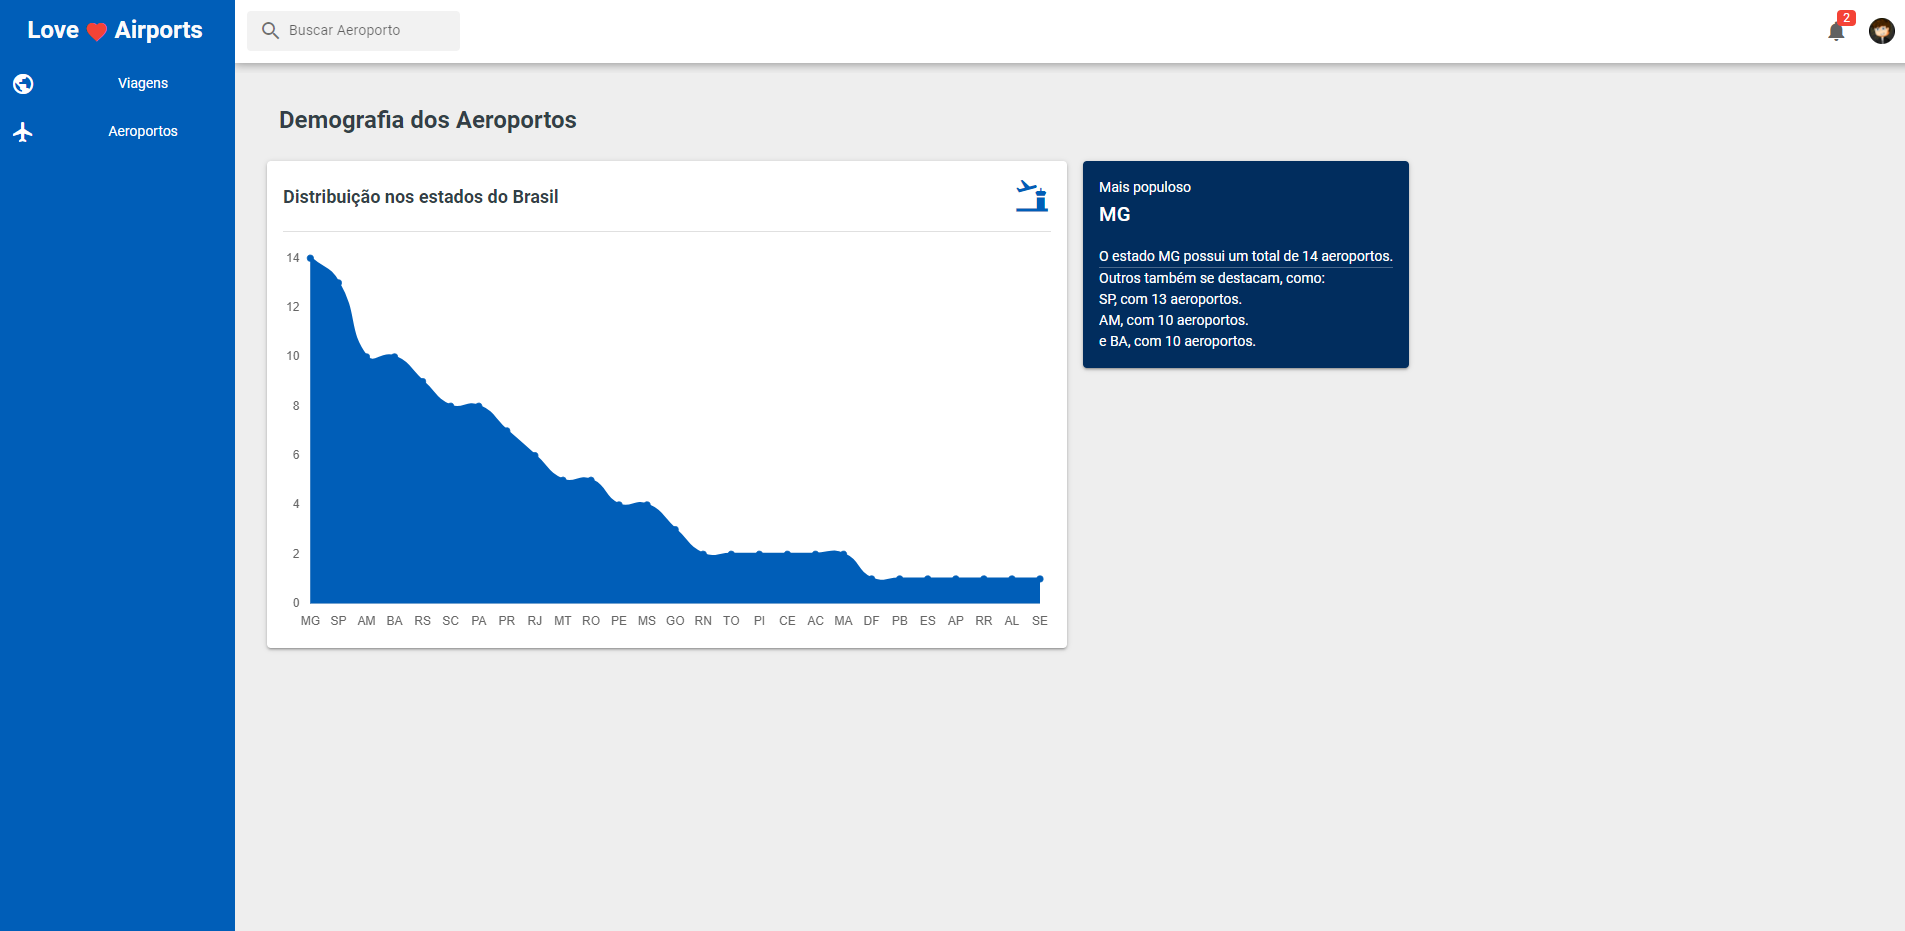 Love Airports
Viagens
Aeroportos
Buscar Aeroporto
2
Demografia dos Aeroportos
Distribuição nos estados do Brasil
14
12
10
8
6
4
2
0
MG SP AM BA RS SC PA PR RJ MT RO PE MS GO RN TO PI CE AC MA DF PB ES AP RR AL SE
Mais populoso
MG
O estado MG possui um total de 14 aeroportos.
Outros também se destacam, como:
SP, com 13 aeroportos.
AM, com 10 aeroportos.
e BA, com 10 aeroportos.